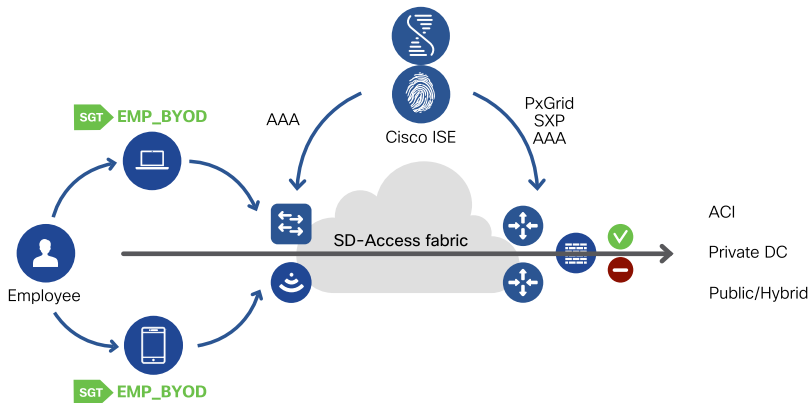 SGT EMP_BYOD
AAA
Cisco ISE
PxGrid
SXP
AAA
SD-Access fabric
Employee
SGT EMP_BYOD
ACI
Private DC
Public/Hybrid